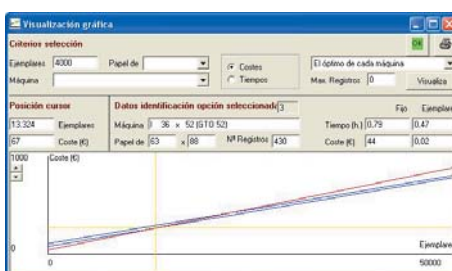 Visualización gráfica
Criterios selección
OK
Ejemplares 4000 Papel de Costes El óptimo de cada máquina
Máquina Tiempos Max. Registros 0 Visualiza
Posición cursor
Datos identificación opción seleccionada 3 Fijo Ejemplare
13.324 Ejemplares Máquina 36 x 52 (GTO 52) Tiempo (h.) 0,79 0,47
67 Coste (€) Papel de 63 x 88 Nº Registros 430 Coste (€) 44 0,02
1000 Coste (€)
0 Ejemplare
0 50000